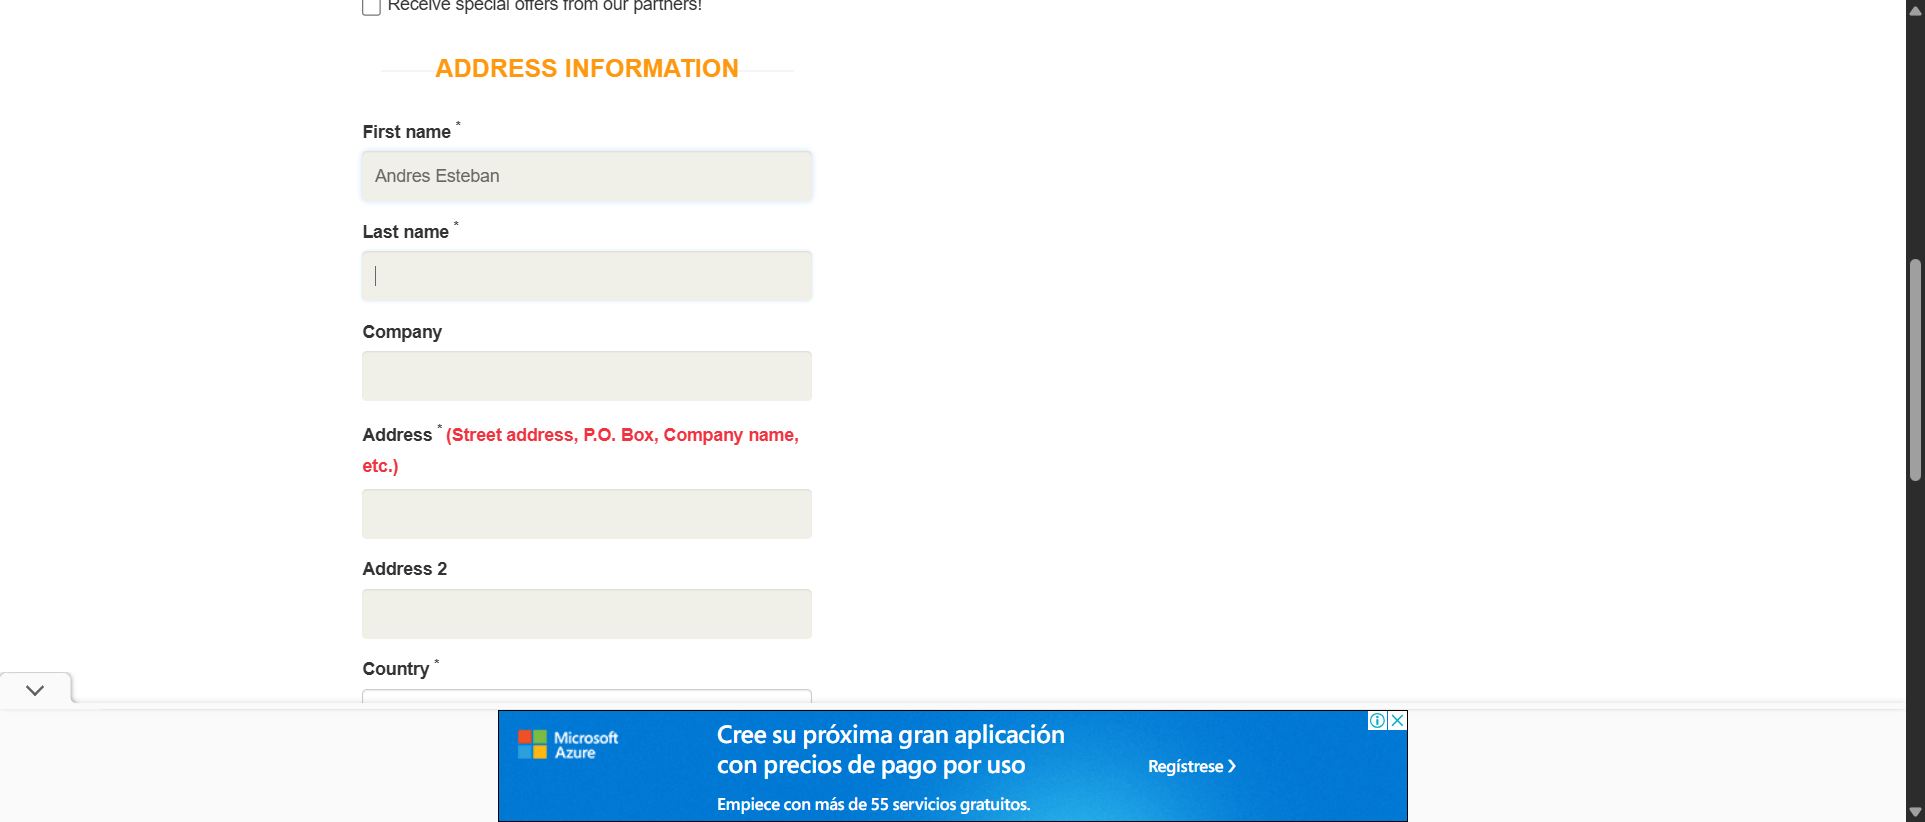 Receive special offers from our partners!
ADDRESS INFORMATION
First name *
Andres Esteban
Last name *
Company
Address * (Street address, P.O. Box, Company name,
etc.)
Address 2
Country *
Microsoft
Azure
Cree su próxima gran aplicación
con precios de pago por uso
Regístrese
Empiece con más de 55 servicios gratuitos.